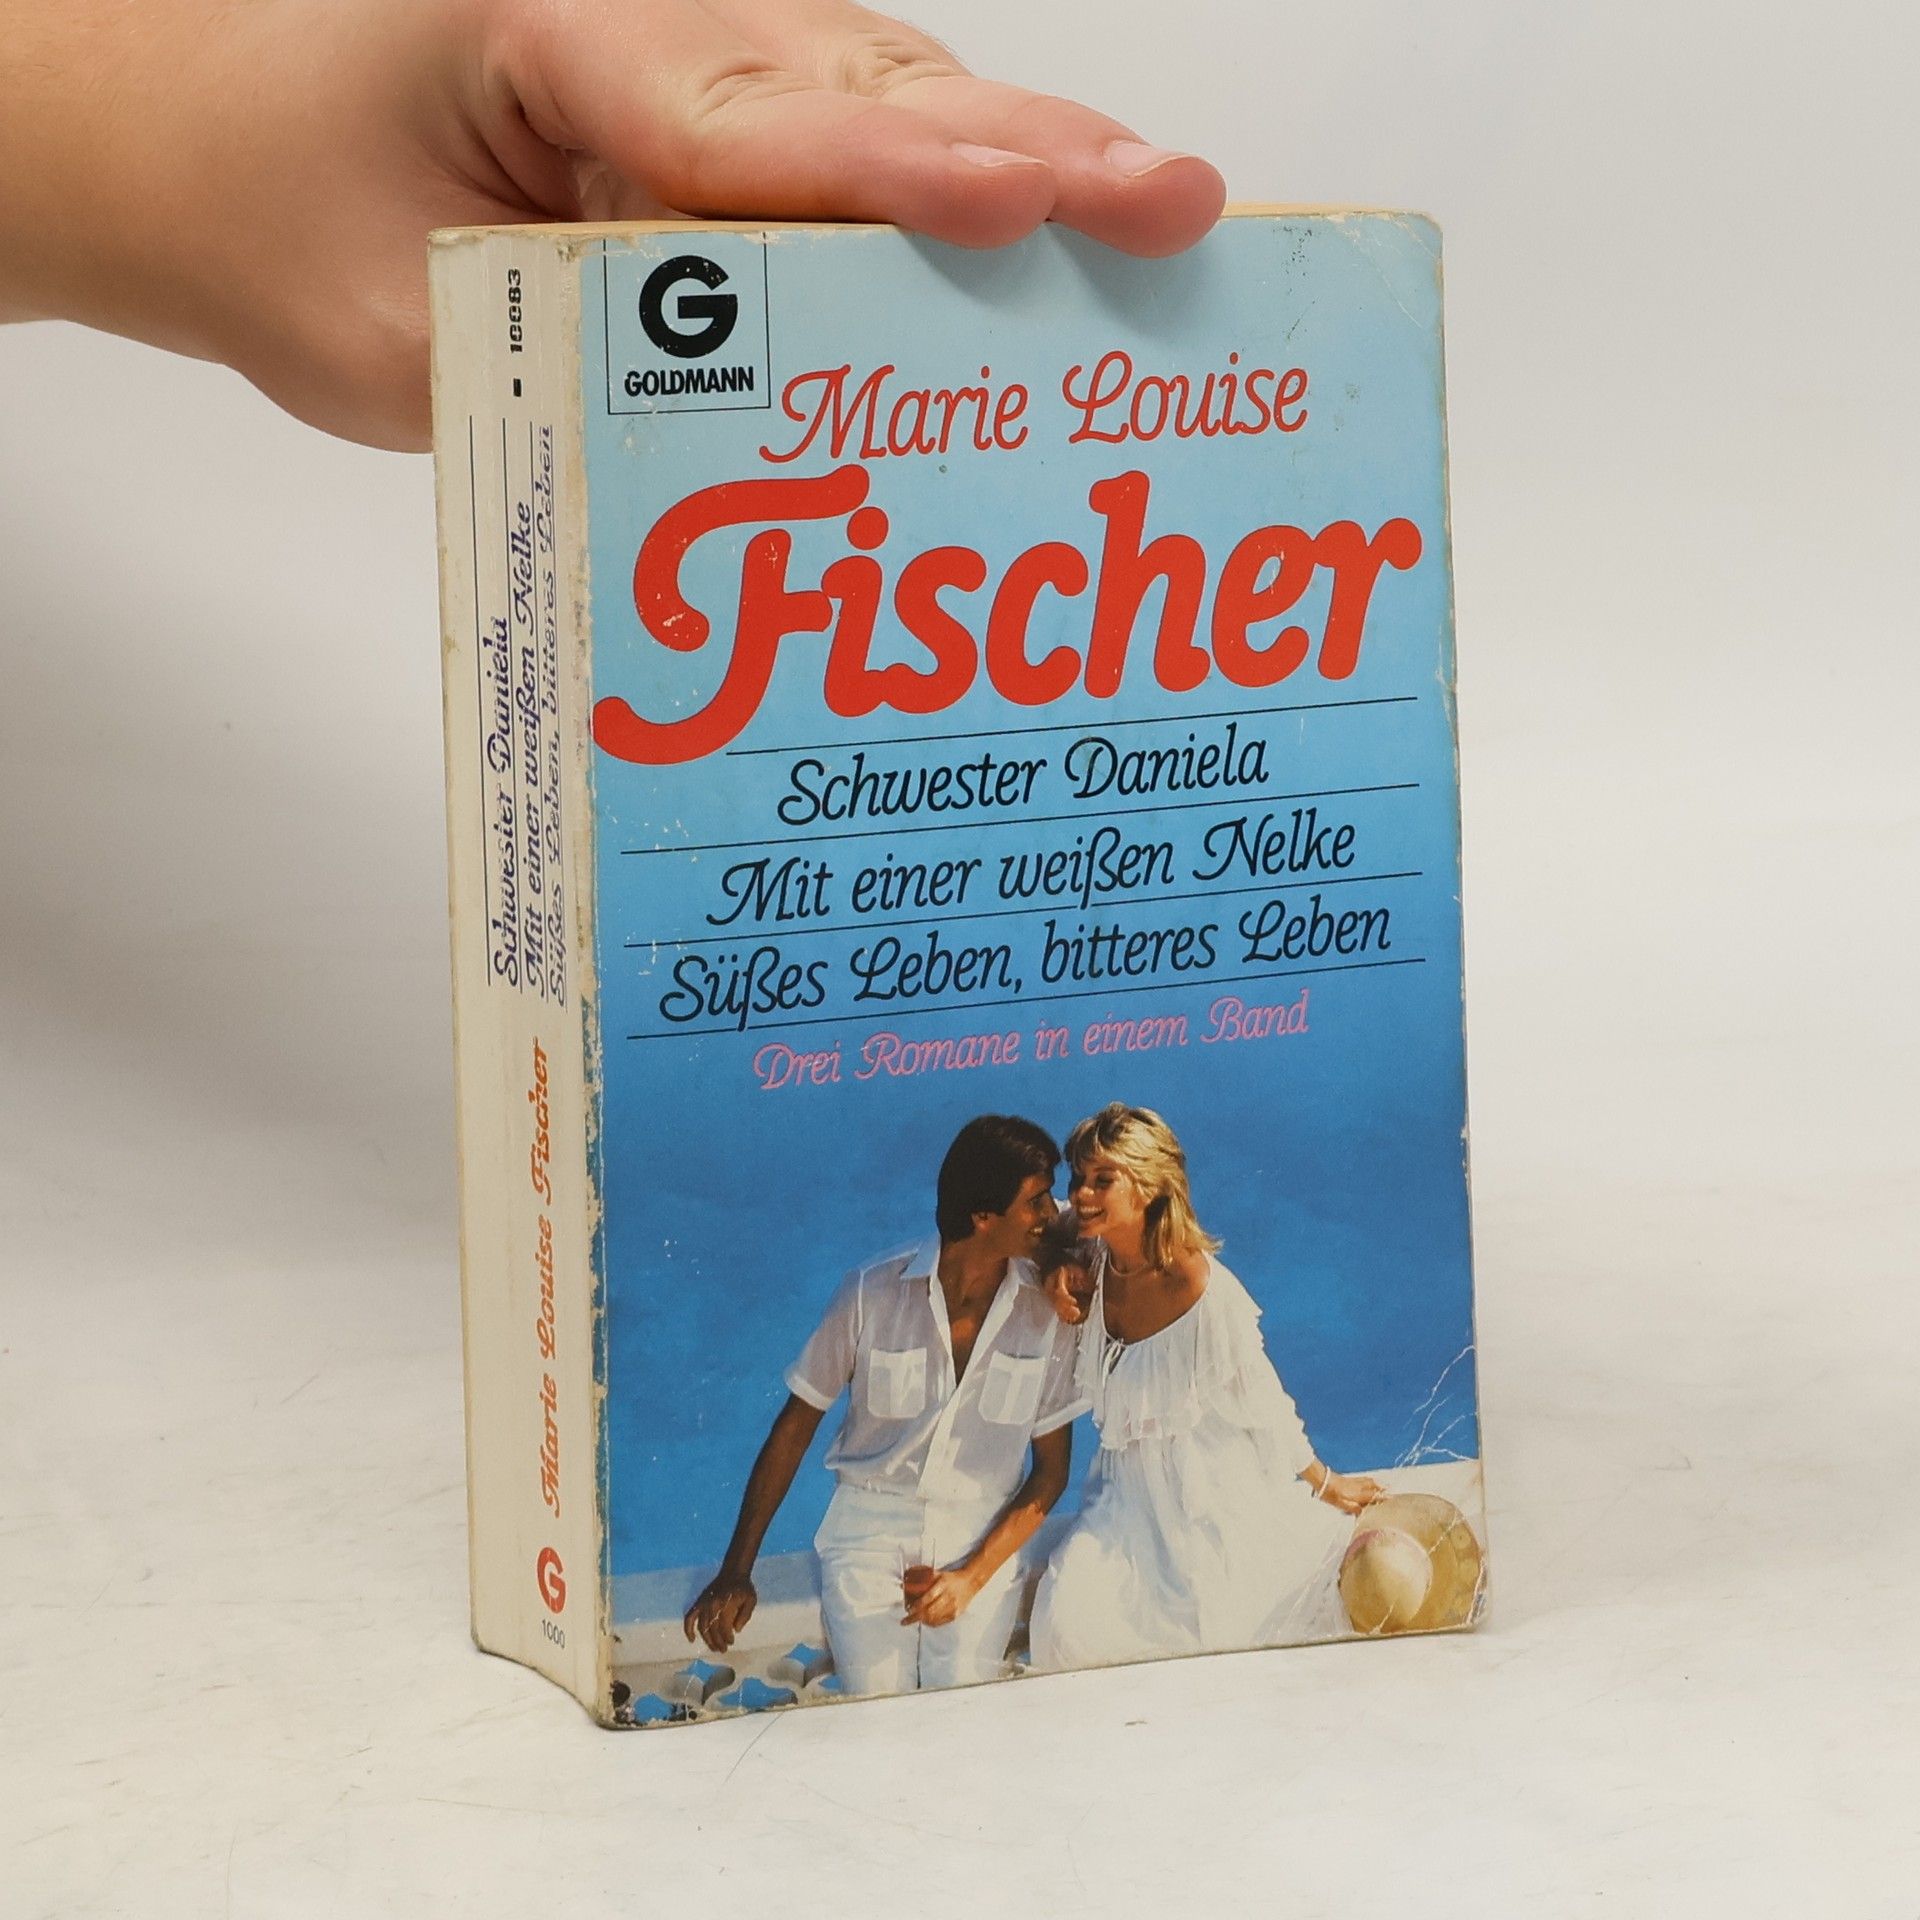 G
GOLDMANN
Marie Louise
Fischer
Schwester Daniela
Mit einer weißen Nelke
Süßes Leben, bitteres Leben
Drei Romane in einem Band
Schwester Daniela
Mit einer weißen Nelke
Süßes Leben, bitteres Leben
Marie Louise Fischer
G
1000